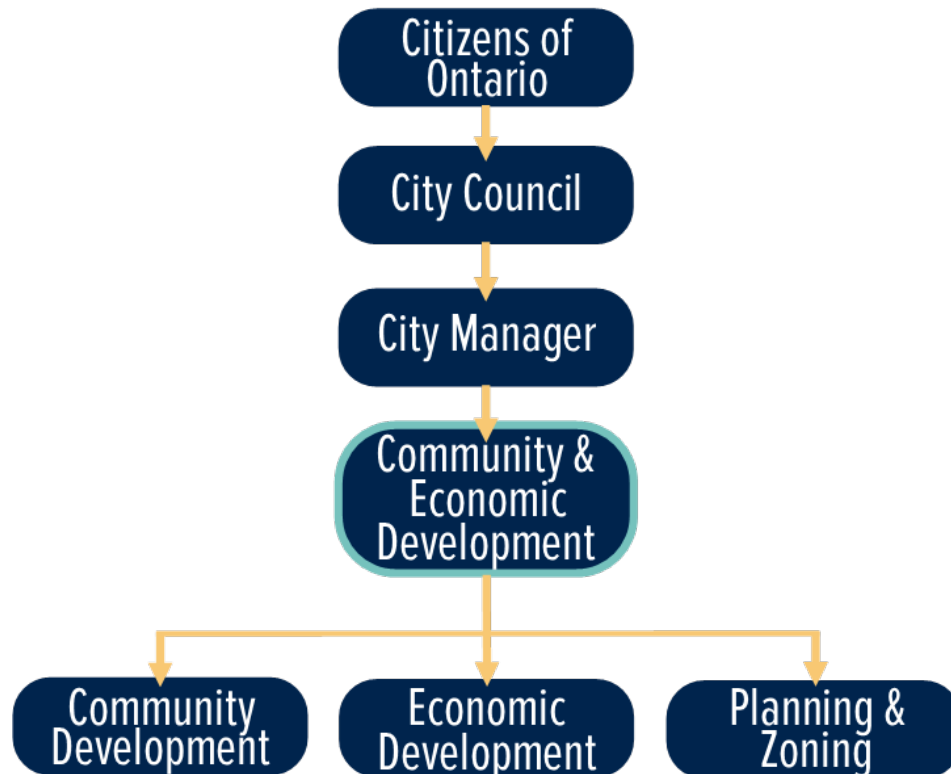 Citizens of
Ontario
City Council
City Manager
Community &
Economic
Development
Community
Development
Economic
Development
Planning &
Zoning